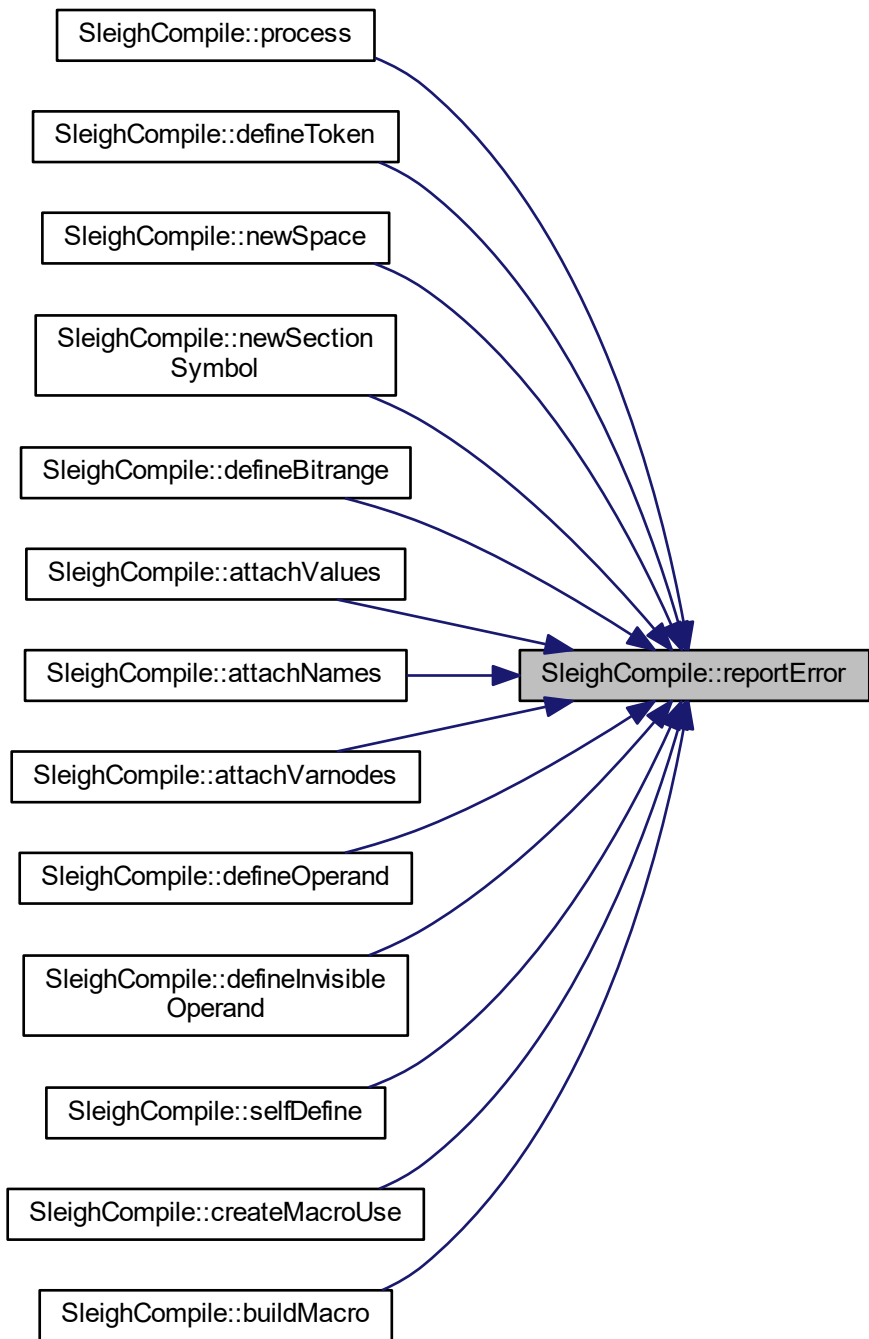 SleighCompile::process
SleighCompile::defineToken
SleighCompile::newSpace
SleighCompile::newSection
Symbol
SleighCompile::defineBitrange
SleighCompile::attachValues
SleighCompile::attachNames
SleighCompile::reportError
SleighCompile::attachVarnodes
SleighCompile::defineOperand
SleighCompile::defineInvisible
Operand
SleighCompile::selfDefine
SleighCompile::createMacroUse
SleighCompile::buildMacro